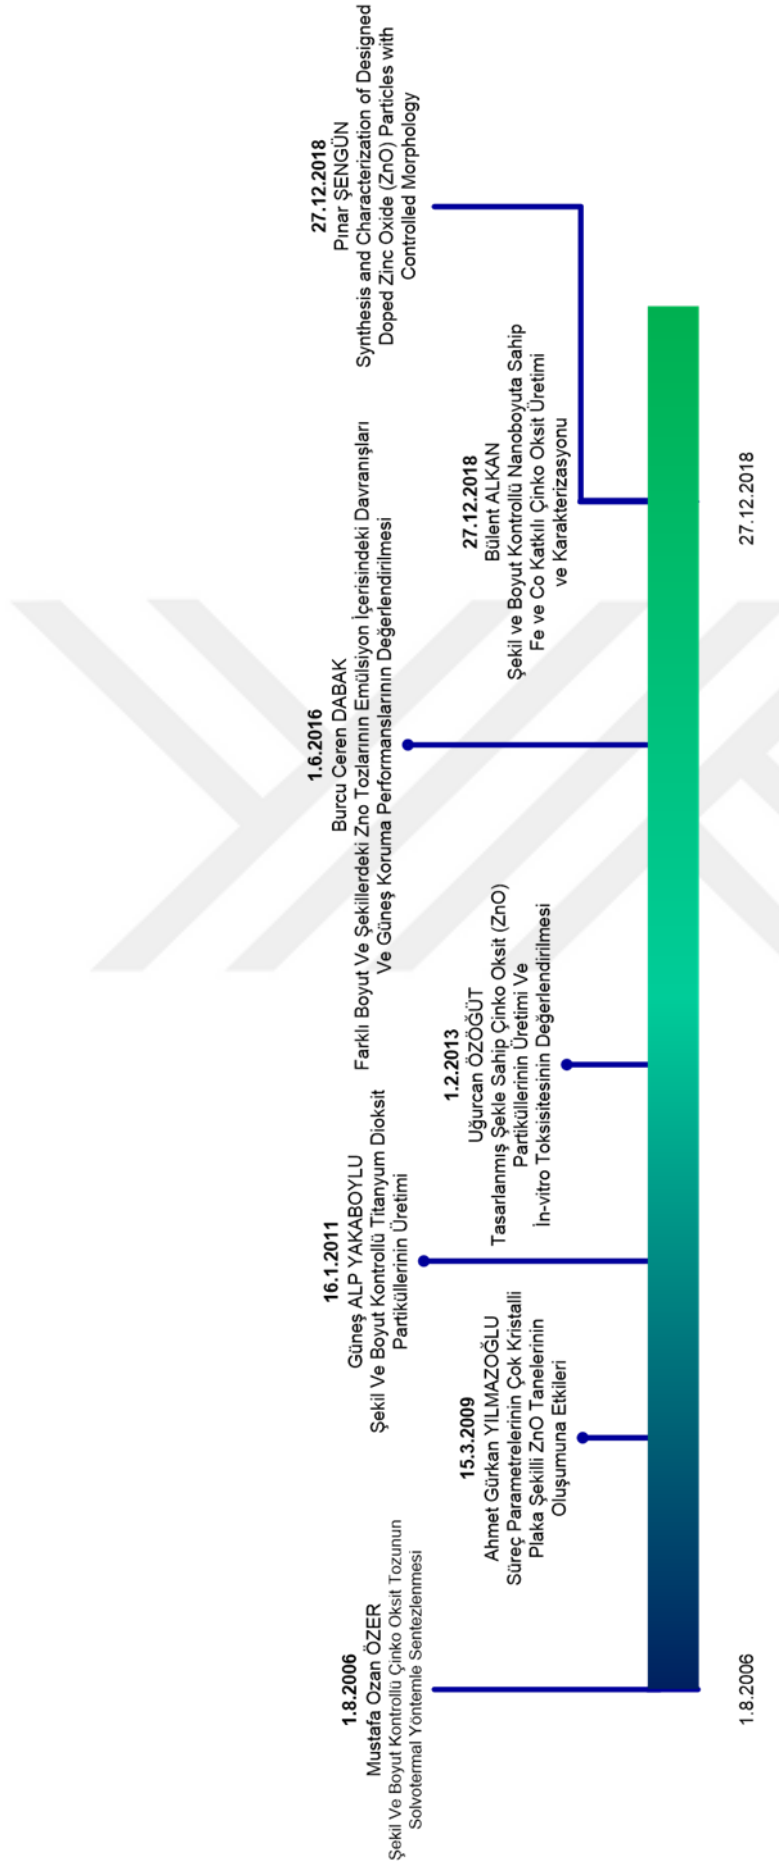 1.8.2006
Mustafa Ozan ÖZER
Şekil Ve Boyut Kontrollü Çinko Oksit Tozunun
Solvotermal Yöntemle Sentezlenmesi
15.3.2009
Ahmet Gürkan YILMAZOĞLU
Süreç Parametrelerinin Çok Kristalli
Plaka Şekilli ZnO Tanelerinin
Oluşumuna Etkileri
16.1.2011
Güneş ALP YAKABOYLU
Şekil Ve Boyut Kontrollü Titanyum Dioksit
Partiküllerinin Üretimi
1.2.2013
Uğurcan ÖZÖĞÜT
Tasarlanmış Şekle Sahip Çinko Oksit (ZnO)
Partiküllerinin Üretimi Ve
İn-vitro Toksisitesinin Değerlendirilmesi
1.6.2016
Burcu Ceren DABAK
Farklı Boyut Ve Şekillerdeki Zno Tozlarının Emülsiyon İçerisindeki Davranışları
Ve Güneş Koruma Performanslarının Değerlendirilmesi
27.12.2018
Bülent ALKAN
Şekil ve Boyut Kontrollü Nanoboyuta Sahip
Fe ve Co Katkılı Çinko Oksit Üretimi
ve Karakterizasyonu
27.12.2018
Pınar ŞENGÜN
Synthesis and Characterization of Designed
Doped Zinc Oxide (ZnO) Particles with
Controlled Morphology
1.8.2006
27.12.2018